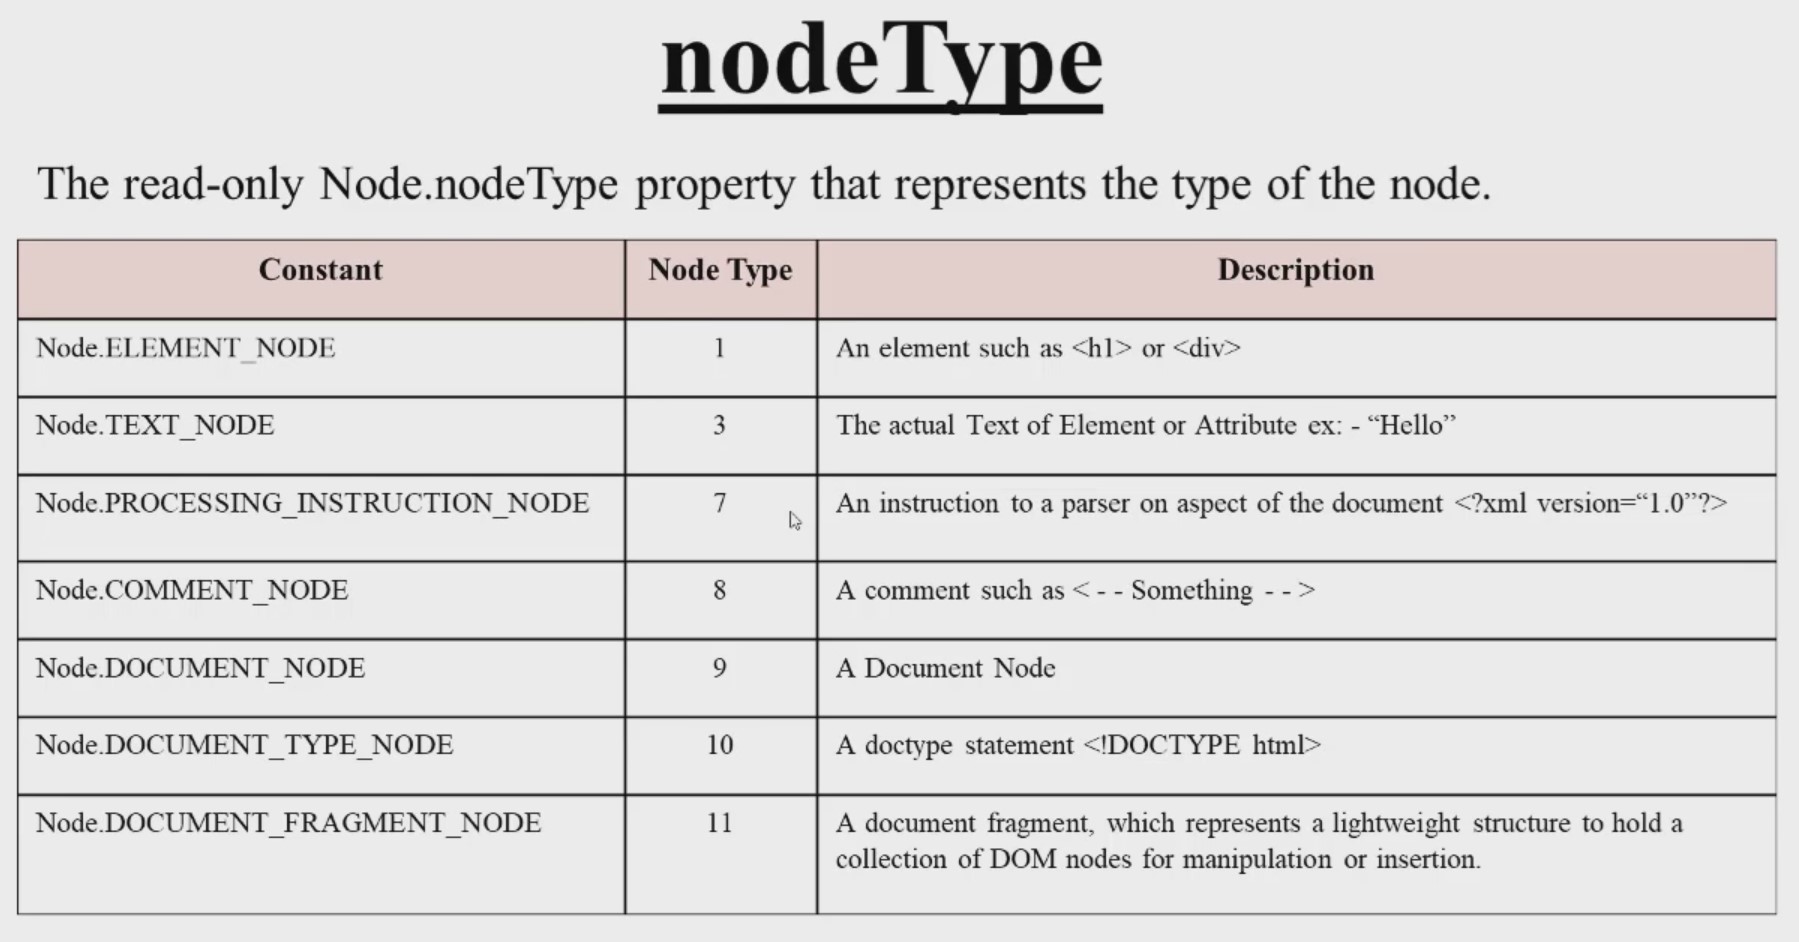 nodeType
The read-only Node.nodeType property that represents the type of the node.
Constant Node Type Description
Node.ELEMENT_NODE 1 An element such as <h1> or <div>
Node.TEXT_NODE 3 The actual Text of Element or Attribute ex: - “Hello”
Node.PROCESSING_INSTRUCTION_NODE 7 An instruction to a parser on aspect of the document <?xml version=“1.0”?>
Node.COMMENT_NODE 8 A comment such as < - - Something - - >
Node.DOCUMENT_NODE 9 A Document Node
Node.DOCUMENT_TYPE_NODE 10 A doctype statement <!DOCTYPE html>
Node.DOCUMENT_FRAGMENT_NODE 11 A document fragment, which represents a lightweight structure to hold a
collection of DOM nodes for manipulation or insertion.